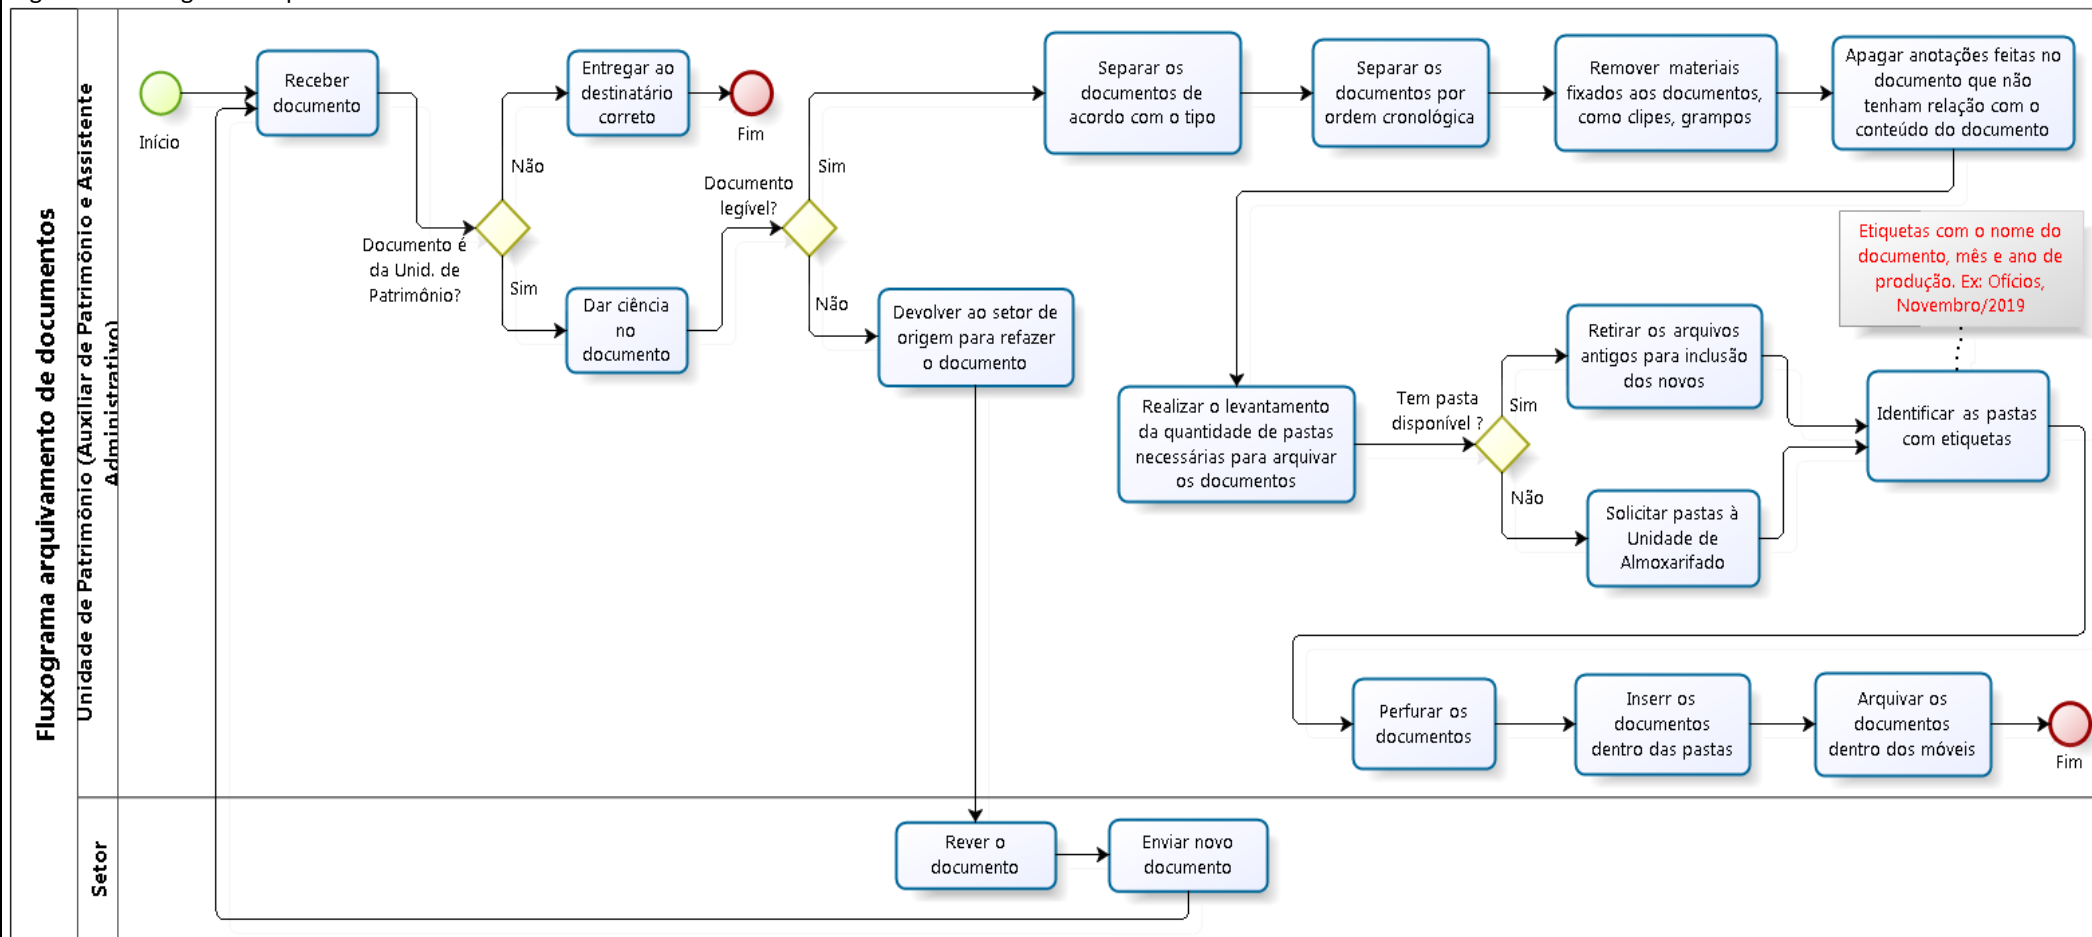 Fluxograma arquivamento de documentos
Unidade de Patrimônio (Auxiliar de Patrimônio e Assistente
Administrativo)
Início
Receber
documento
Documento é
da Unid. de
Patrimônio?
Não
Entregar ao
destinatário
correto
Fim
Sim
Dar ciência
no
documento
Documento
legível?
Sim
Não
Devolver ao setor de
origem para refazer
o documento
Separar os
documentos de
acordo com o tipo
Separar os
documentos por
ordem cronológica
Remover materiais
fixados aos documentos,
como clipes, grampos
Apagar anotações feitas no
documento que não
tenham relação com o
conteúdo do documento
Realizar o levantamento
da quantidade de pastas
necessárias para arquivar
os documentos
Tem pasta
disponível ?
Sim
Retirar os arquivos
antigos para inclusão
dos novos
Não
Solicitar pastas à
Unidade de
Almoxarifado
Etiquetas com o nome do
documento, mês e ano de
produção. Ex: Ofícios,
Novembro/2019
Identificar as pastas
com etiquetas
Perfurar os
documentos
Inserr os
documentos
dentro das pastas
Arquivar os
documentos
dentro dos móveis
Fim
Setor
Rever o
documento
Enviar novo
documento